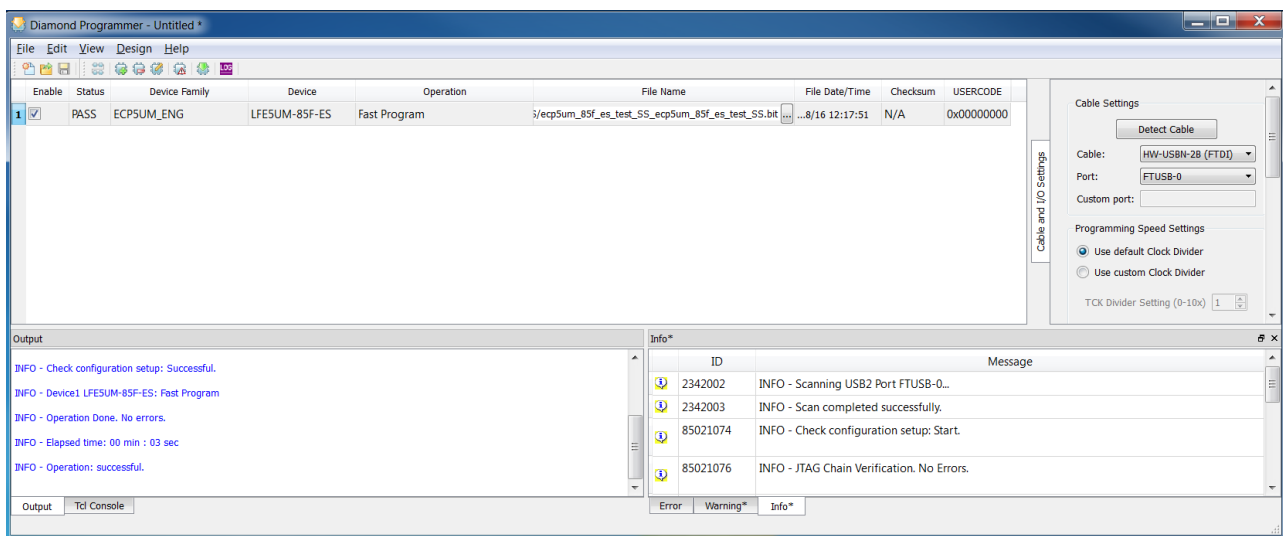 Diamond Programmer - Untitled *
File Edit View Design Help
LOG
Enable Status Device Family Device Operation File Name File Date/Time Checksum USERCODE
1 PASS ECP5UM_ENG LFE5UM-85F-ES Fast Program 5/ecp5um_85f_es_test_SS_ecp5um_85f_es_test_SS.bit ... ...8/16 12:17:51 N/A 0x00000000
Cable and I/O Settings
Cable Settings
Detect Cable
Cable: HW-USBN-2B (FTDI)
Port: FTUSB-0
Custom port:
Programming Speed Settings
Use default Clock Divider
Use custom Clock Divider
TCK Divider Setting (0-10x) 1
Output
INFO - Check configuration setup: Successful.
INFO - Device1 LFE5UM-85F-ES: Fast Program
INFO - Operation Done. No errors.
INFO - Elapsed time: 00 min : 03 sec
INFO - Operation: successful.
Output Tcl Console
Info*
ID Message
2342002 INFO - Scanning USB2 Port FTUSB-0...
2342003 INFO - Scan completed successfully.
85021074 INFO - Check configuration setup: Start.
85021076 INFO - JTAG Chain Verification. No Errors.
Error Warning* Info*